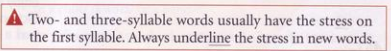 Two- and three-syllable words usually have the stress on
the first syllable. Always underline the stress in new words.